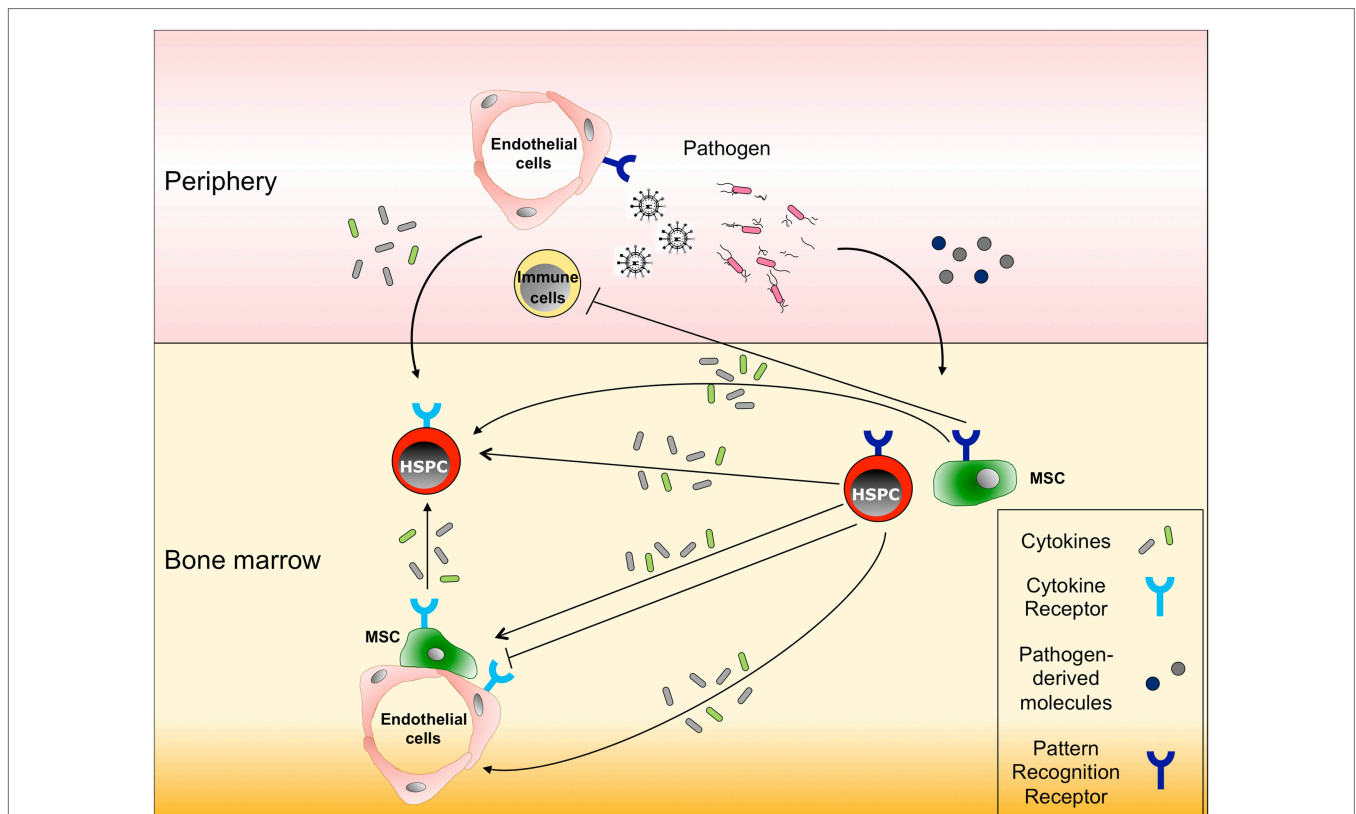 Endothelial
cells
Pathogen
Periphery
Immune
cells
HSPC
HSPC
MSC
Bone marrow
MSC
Endothelial
cells
Cytokines
Cytokine
Receptor
Pathogen-
derived
molecules
Pattern
Recognition
Receptor